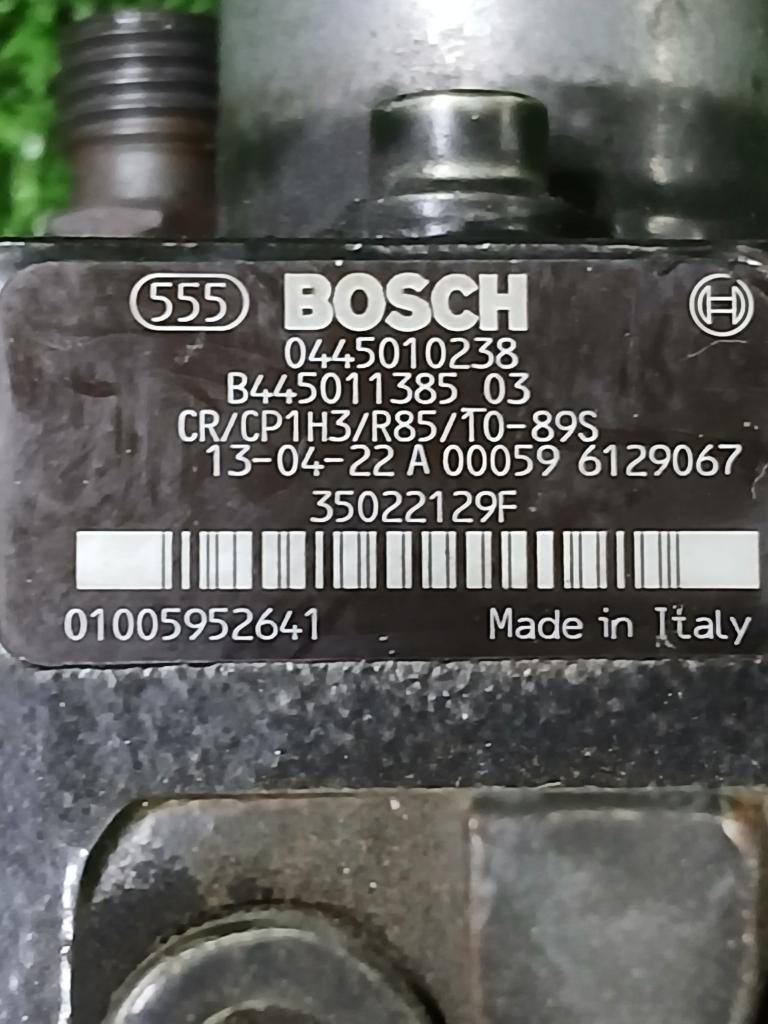 555 BOSCH
0445010238
B445011385 03
CR/CP1H3/R85/10-89S
13-04-22 A 00059 6129067
35022129F
01005952641 Made in Italy